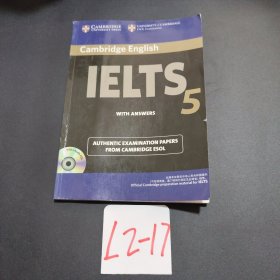 CAMBRIDGE
UNIVERSITY PRESS
UNIVERSITY of CAMBRIDGE
ESOL Examinations
Cambridge English
IELTS 5
WITH ANSWERS
AUTHENTIC EXAMINATION PAPERS
FROM CAMBRIDGE ESOL
Official Cambridge preparation material for IELTS
L2-17